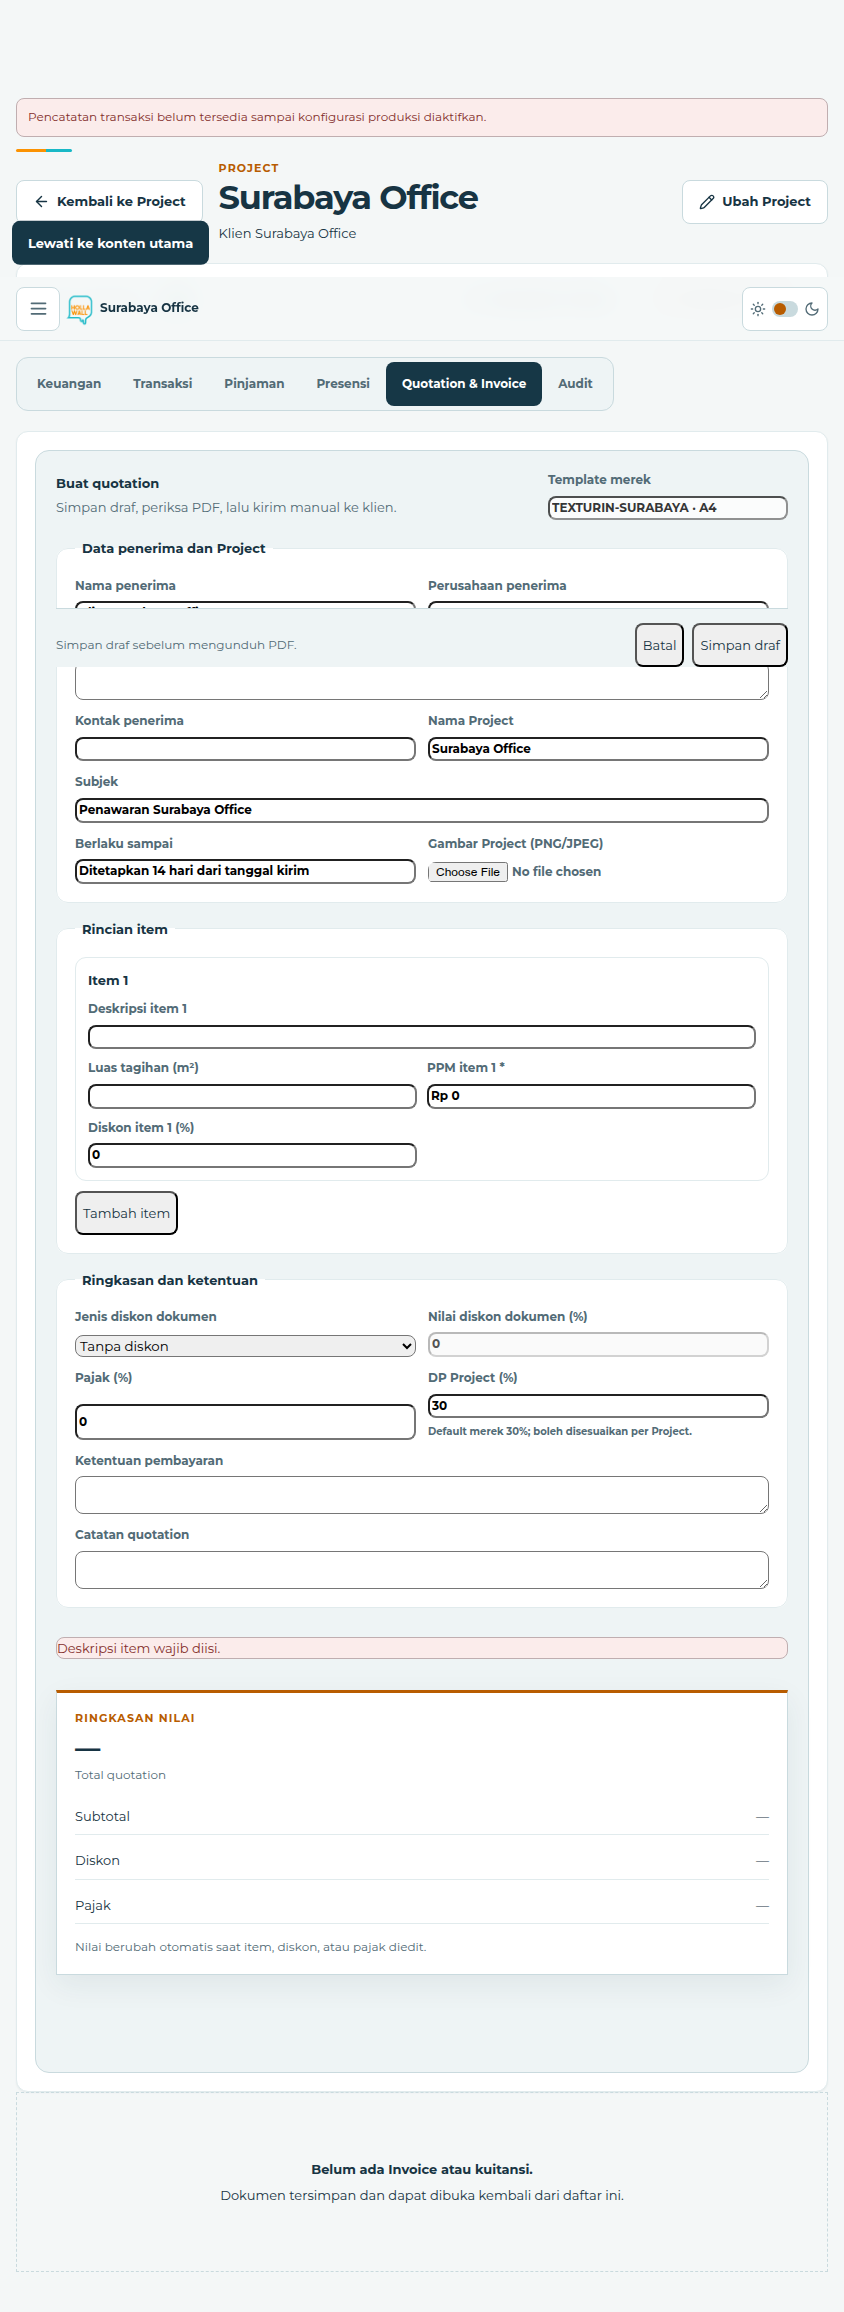 Pencatatan transaksi belum tersedia sampai konfigurasi produksi diaktifkan.
PROJECT
Kembali ke Project
Surabaya Office
Ubah Project
Klien Surabaya Office
Lewati ke konten utama
HOLLA WALL
Surabaya Office
Keuangan
Transaksi
Pinjaman
Presensi
Quotation & Invoice
Audit
Buat quotation
Simpan draf, periksa PDF, lalu kirim manual ke klien.
Template merek
TEXTURIN-SURABAYA • A4
Data penerima dan Project
Nama penerima
Perusahaan penerima
Simpan draf sebelum mengunduh PDF.
Batal
Simpan draf
Kontak penerima
Nama Project
Surabaya Office
Subjek
Penawaran Surabaya Office
Berlaku sampai
Gambar Project (PNG/JPEG)
Ditetapkan 14 hari dari tanggal kirim
Choose File No file chosen
Rincian item
Item 1
Deskripsi item 1
Luas tagihan (m²)
PPM item 1 *
Rp 0
Diskon item 1 (%)
0
Tambah item
Ringkasan dan ketentuan
Jenis diskon dokumen
Nilai diskon dokumen (%)
Tanpa diskon
0
Pajak (%)
DP Project (%)
0
30
Default merek 30%; boleh disesuaikan per Project.
Ketentuan pembayaran
Catatan quotation
Deskripsi item wajib diisi.
RINGKASAN NILAI
—
Total quotation
Subtotal —
Diskon —
Pajak —
Nilai berubah otomatis saat item, diskon, atau pajak diedit.
Belum ada Invoice atau kuitansi.
Dokumen tersimpan dan dapat dibuka kembali dari daftar ini.